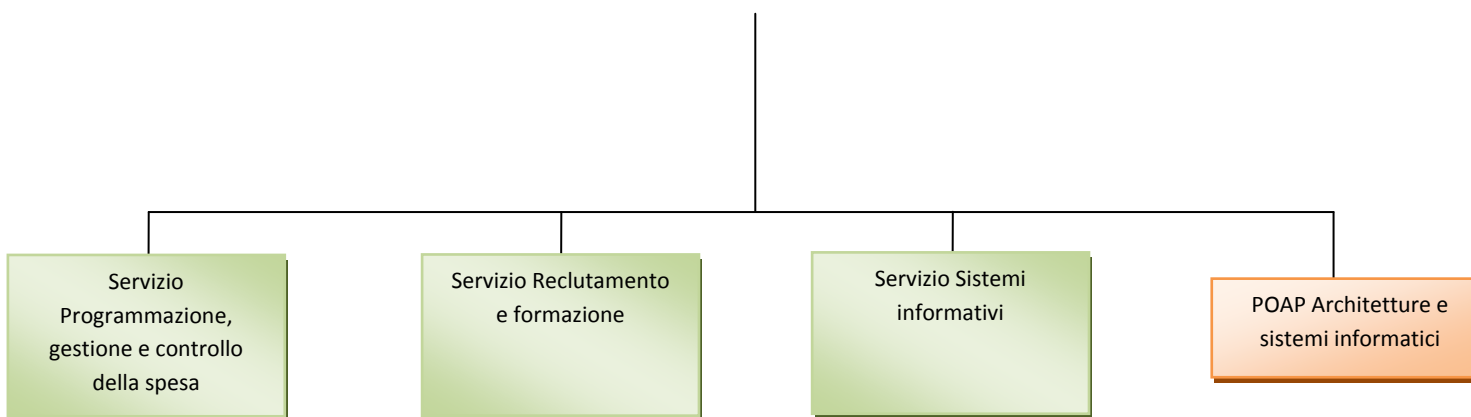 Servizio
Programmazione,
gestione e controllo
della spesa
Servizio Reclutamento
e formazione
Servizio Sistemi
informativi
POAP Architetture e
sistemi informatici